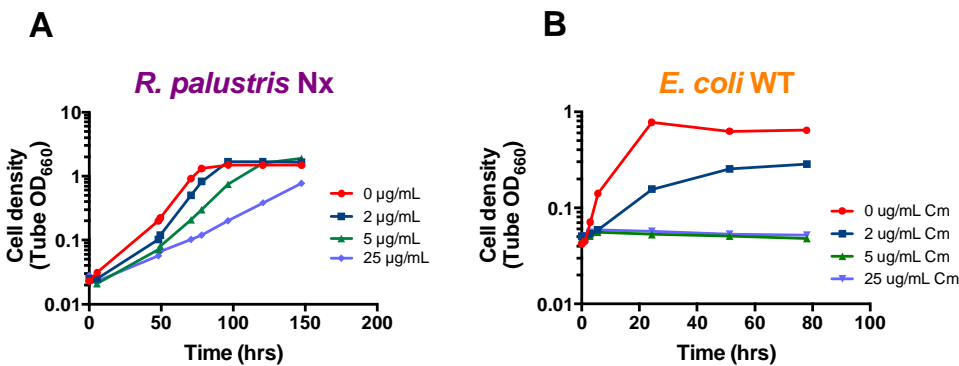 A
R. palustris Nx
Cell density
(Tube OD660)
10
1
0.1
0.01
0
50
100
150
200
Time (hrs)
0 µg/mL
2 µg/mL
5 µg/mL
25 µg/mL
B
E. coli WT
Cell density
(Tube OD660)
1
0.1
0.01
0
20
40
60
80
100
Time (hrs)
0 ug/mL Cm
2 ug/mL Cm
5 ug/mL Cm
25 ug/mL Cm